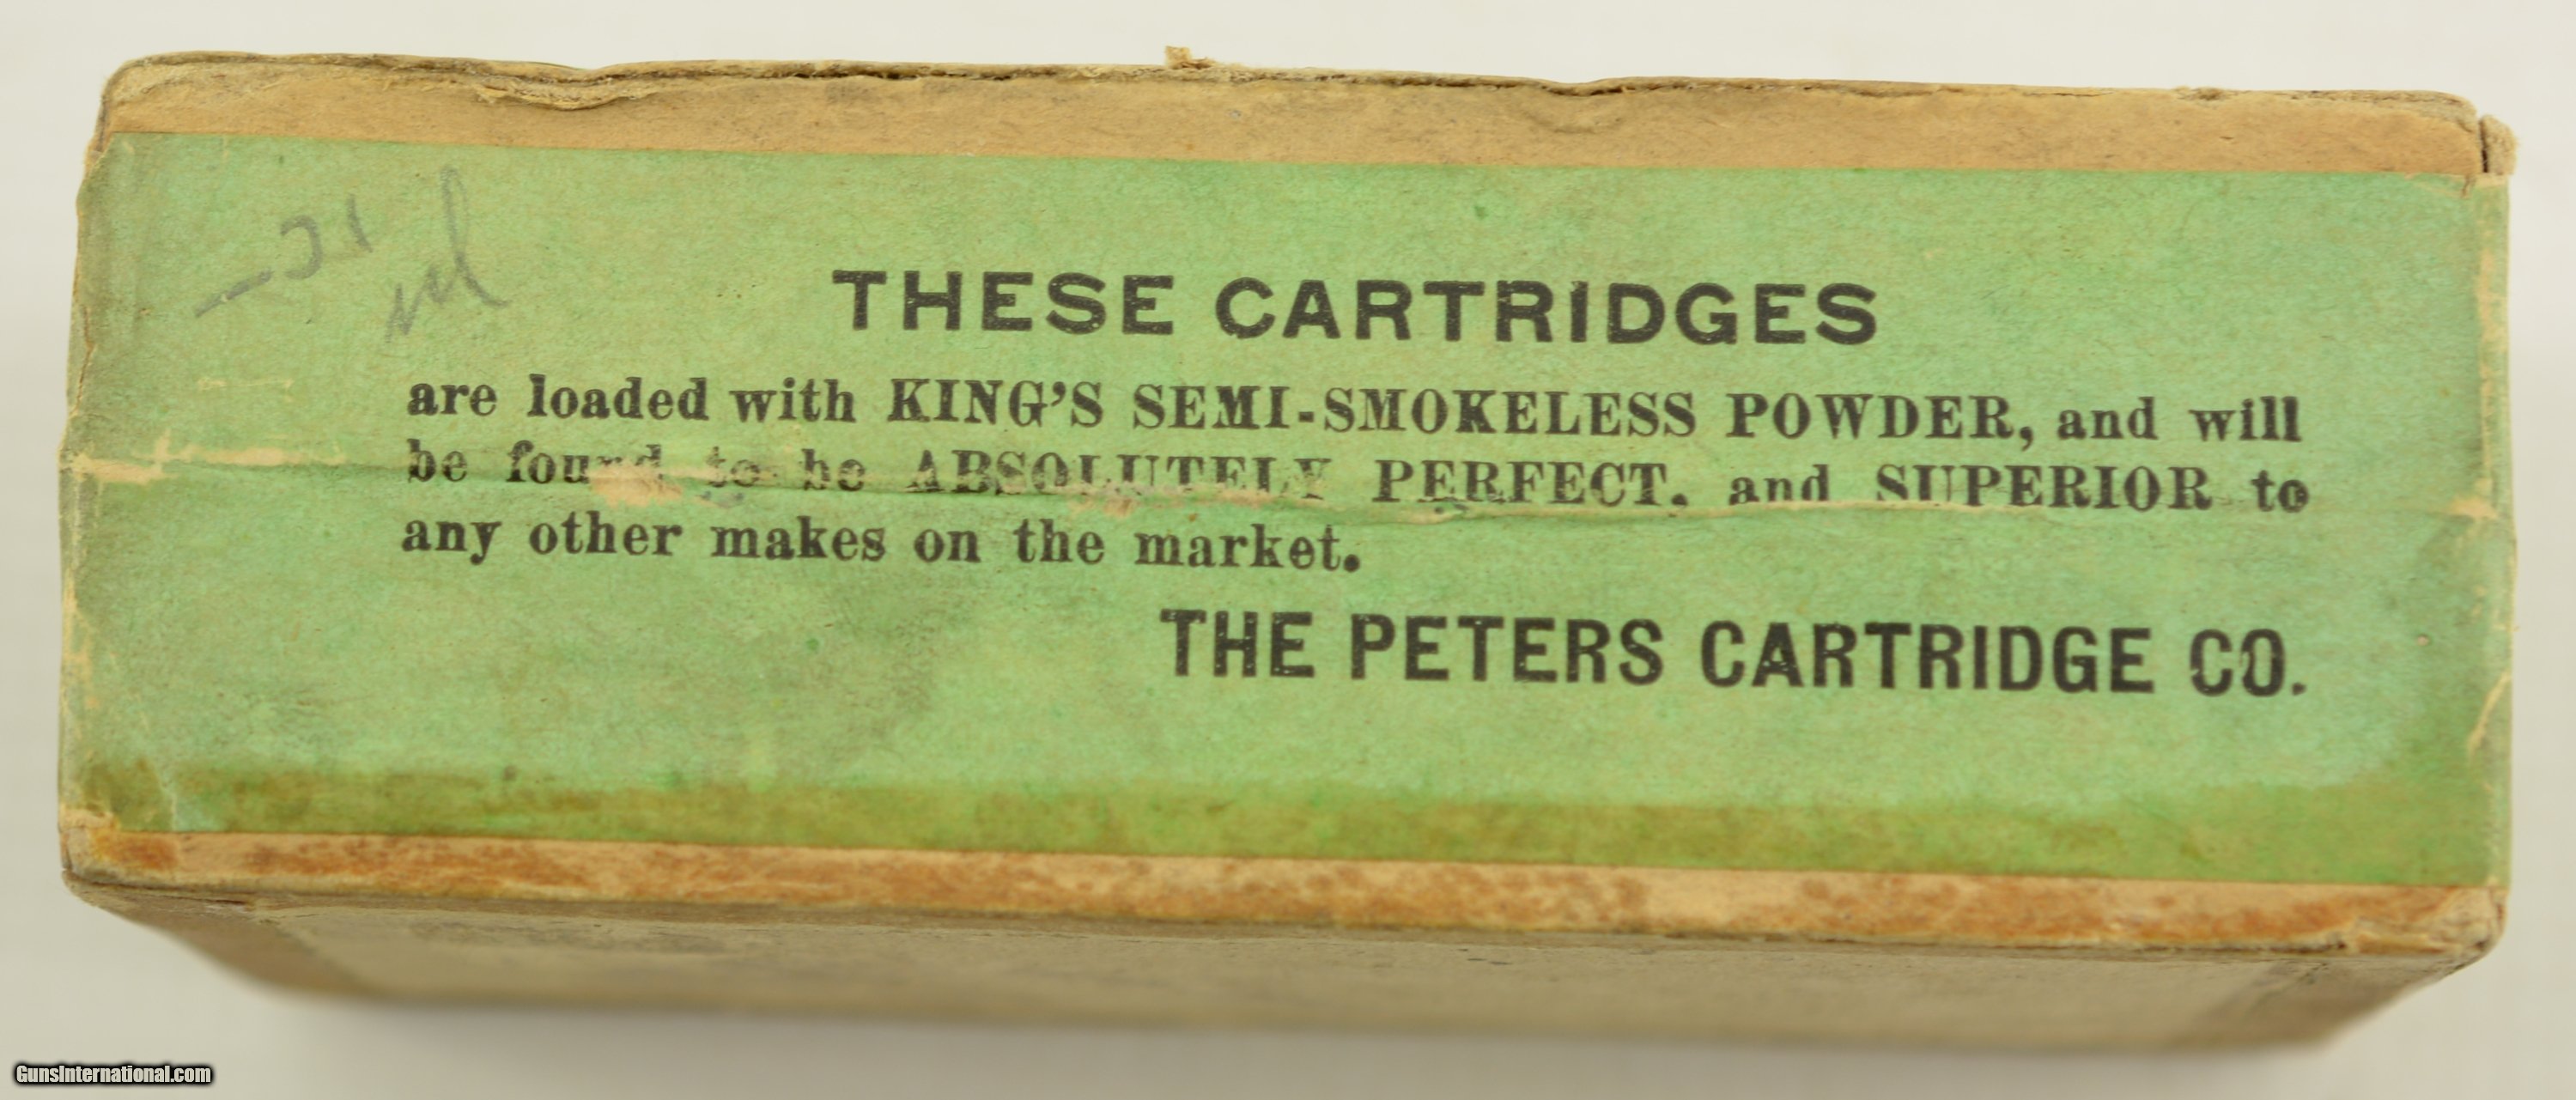 THESE CARTRIDGES
are loaded with KING'S SEMI-SMOKELESS POWDER, and will
be found to be ABSOLUTELY PERFECT, and SUPERIOR to
any other makes on the market.
THE PETERS CARTRIDGE CO.
GunsInternational.com